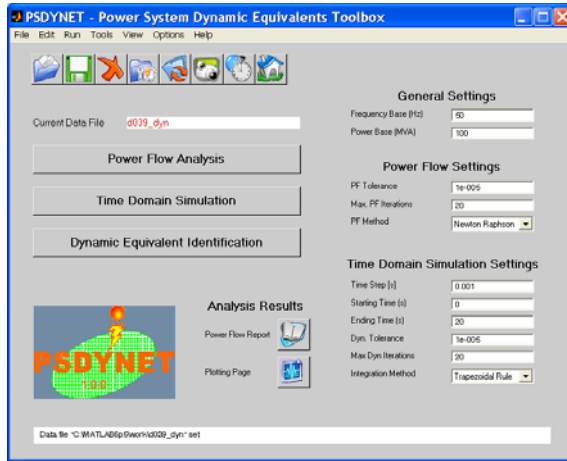 PSDYNET - Power System Dynamic Equivalents Toolbox
File Edit Run Tools View Options Help
Current Data File d039_dyn
Power Flow Analysis
Time Domain Simulation
Dynamic Equivalent Identification
Analysis Results
Power Flow Report
Plotting Page
PSDYNET
1.0.0
General Settings
Frequency Base (Hz) 50
Power Base (MVA) 100
Power Flow Settings
PF Tolerance 1e-005
Max. PF Iterations 20
PF Method Newton Raphson
Time Domain Simulation Settings
Time Step (s) 0.001
Starting Time (s) 0
Ending Time (s) 20
Dyn. Tolerance 1e-005
Max Dyn Iterations 20
Integration Method Trapezoidal Rule
Data file "C:\MATLAB6p5\work\d039_dyn" set